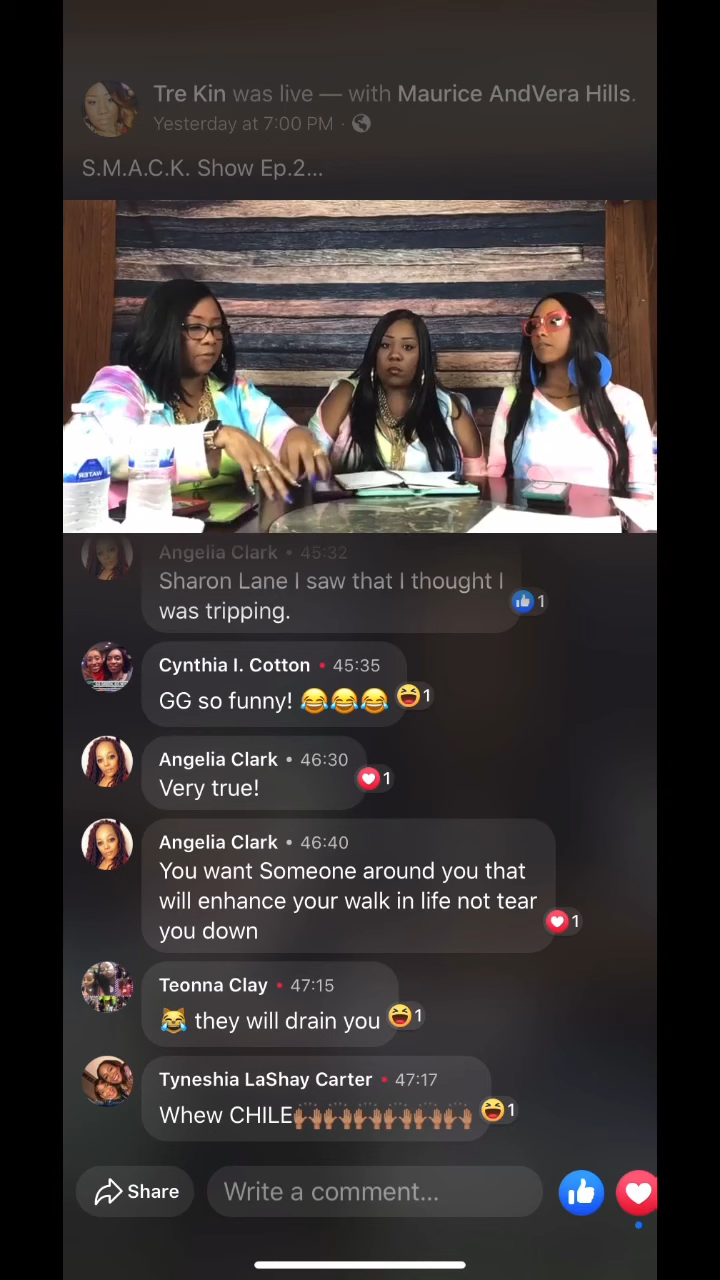 Tre Kin was live — with Maurice AndVera Hills.
Yesterday at 7:00 PM ·
S.M.A.C.K. Show Ep.2...
WATER
Angelia Clark • 45:32
Sharon Lane I saw that I thought I
was tripping.
1
Cynthia I. Cotton • 45:35
GG so funny! 😂😂😂
1
Angelia Clark • 46:30
Very true!
1
Angelia Clark • 46:40
You want Someone around you that
will enhance your walk in life not tear
you down
1
Teonna Clay • 47:15
😹 they will drain you
1
Tyneshia LaShay Carter • 47:17
Whew CHILE🙌🏽🙌🏽🙌🏽🙌🏽🙌🏽🙌🏽
1
Share
Write a comment...